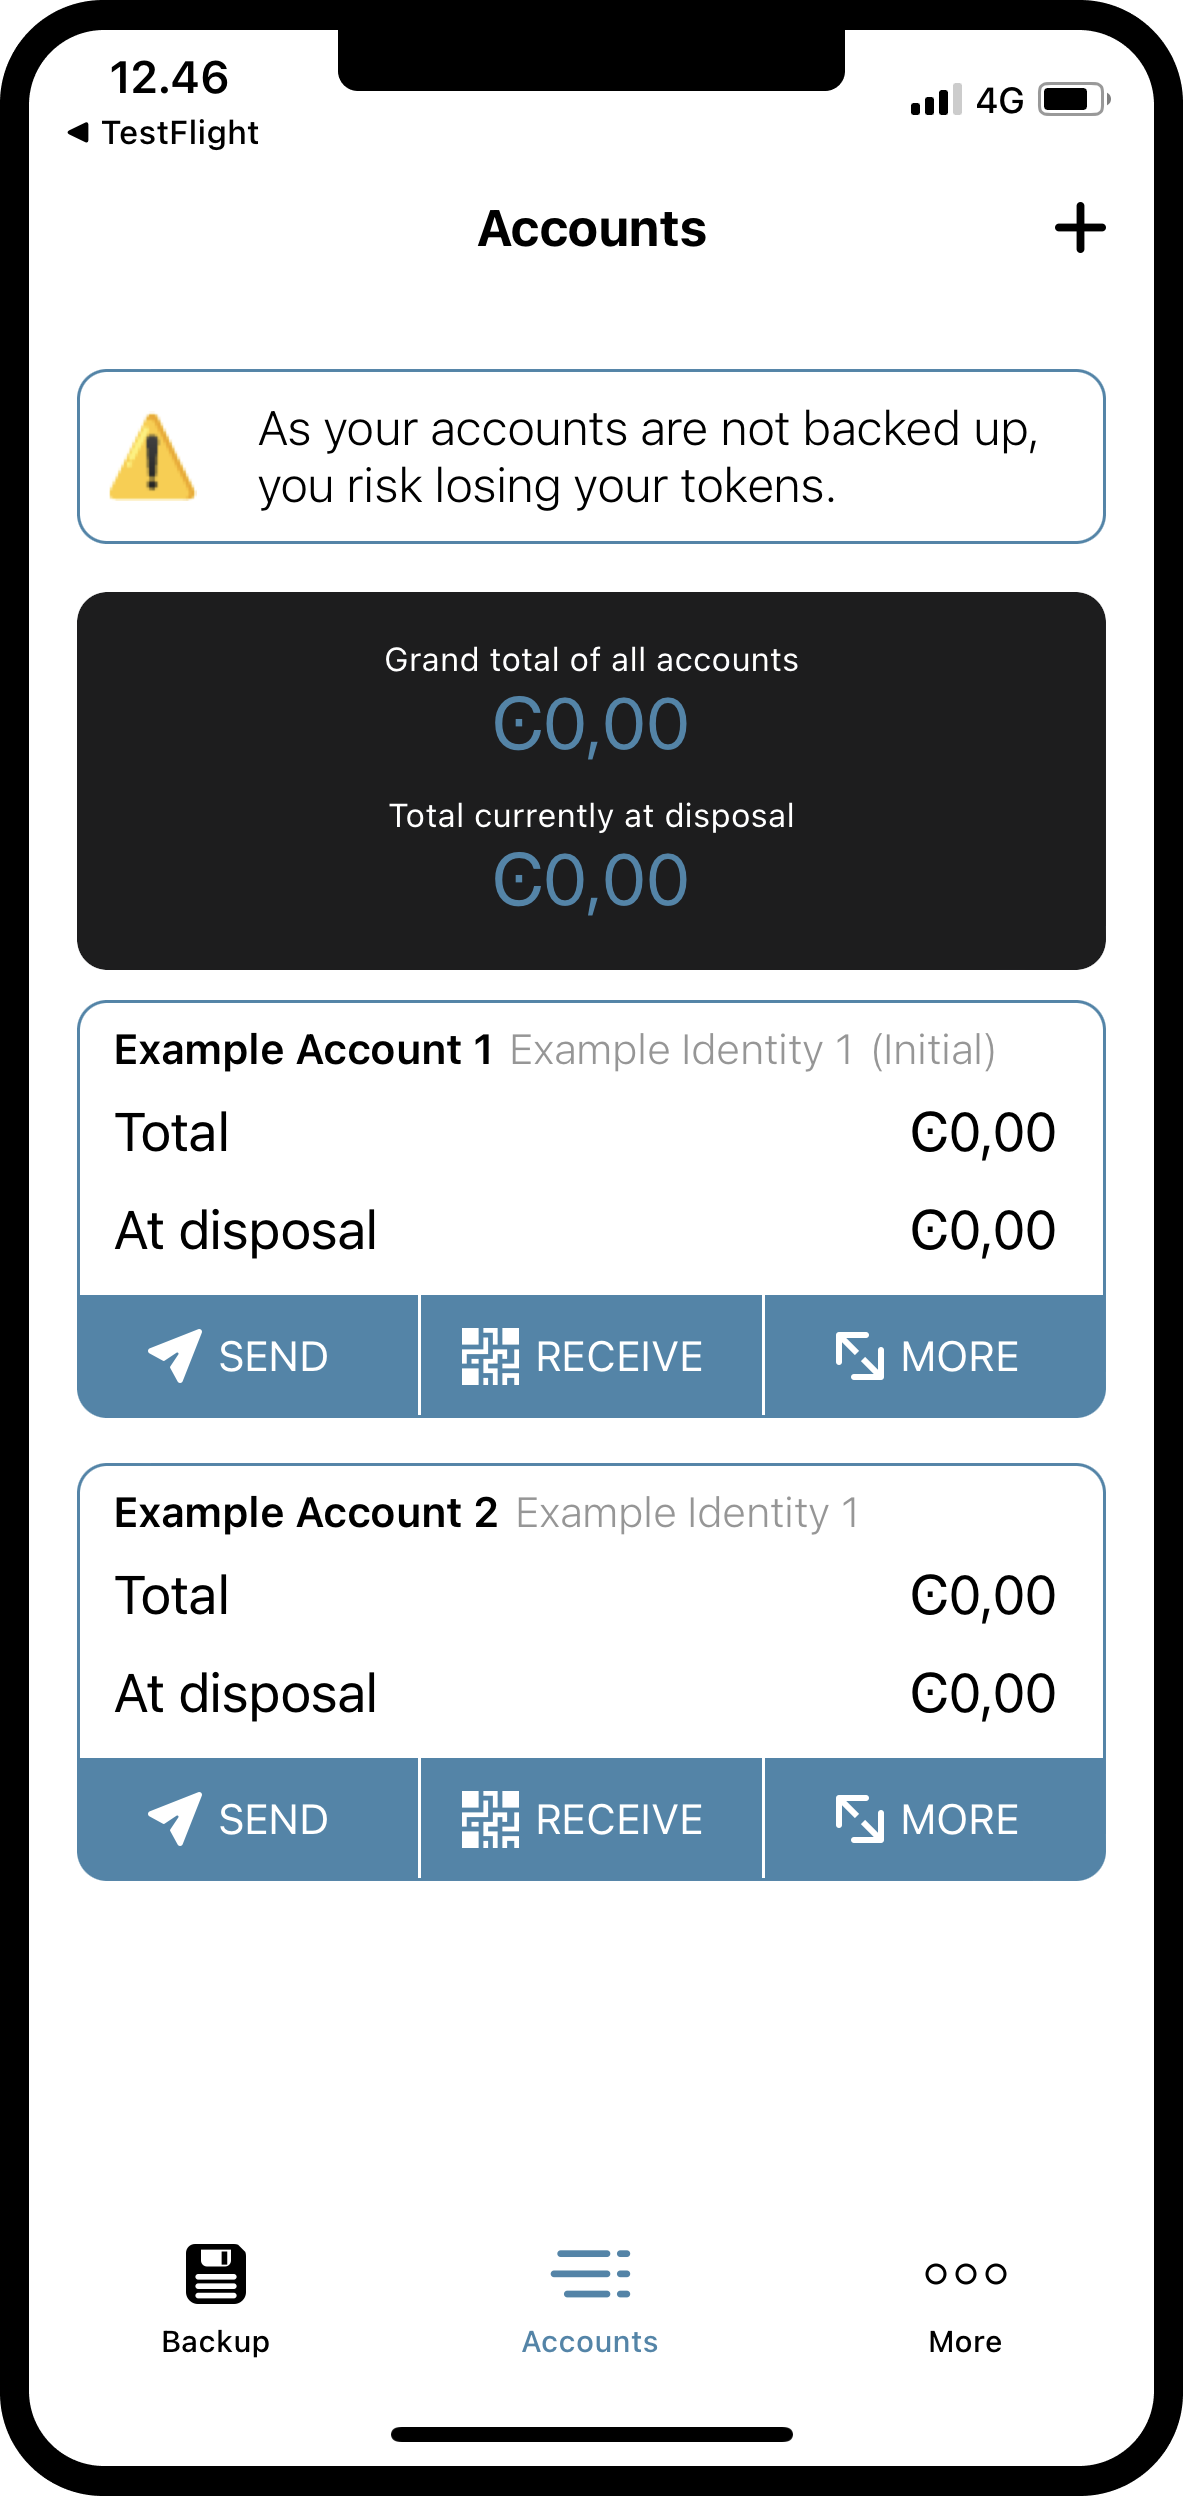 12.46
4G
TestFlight
Accounts
As your accounts are not backed up,
you risk losing your tokens.
Grand total of all accounts
Ͼ0,00
Total currently at disposal
Ͼ0,00
Example Account 1 Example Identity 1 (Initial)
Total Ͼ0,00
At disposal Ͼ0,00
SEND RECEIVE MORE
Example Account 2 Example Identity 1
Total Ͼ0,00
At disposal Ͼ0,00
SEND RECEIVE MORE
Backup Accounts More